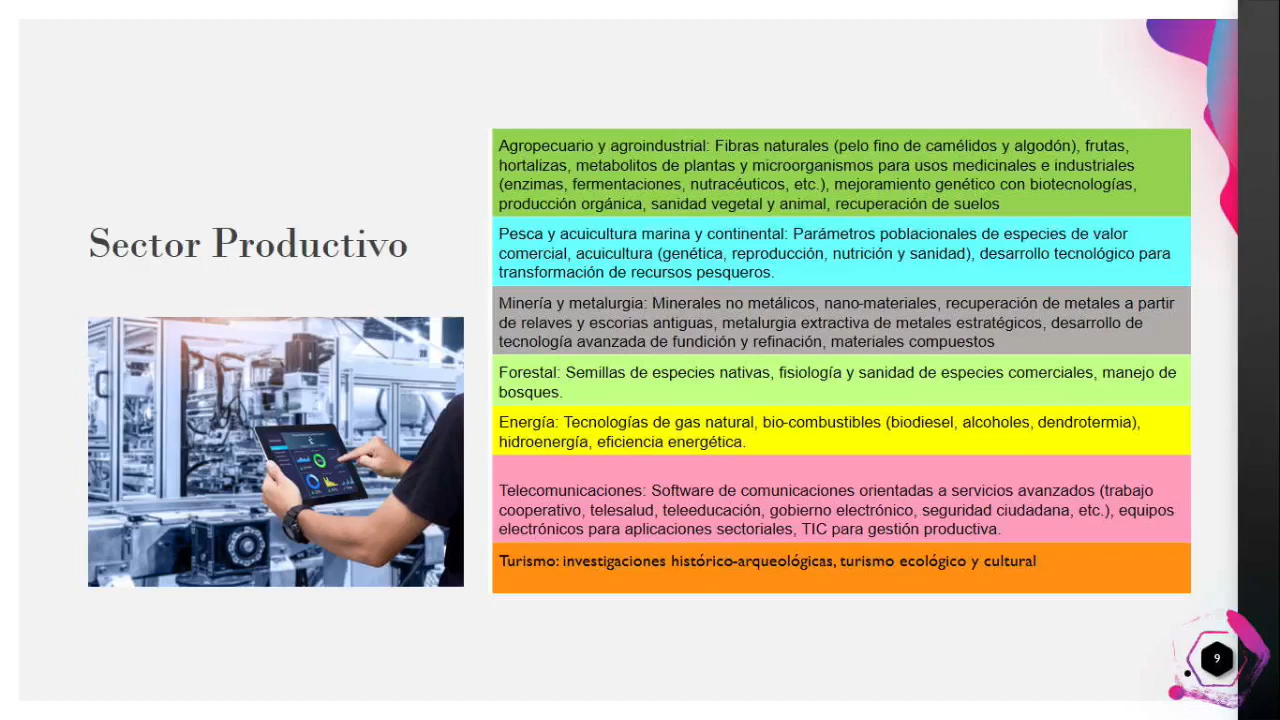 Sector Productivo
Agropecuario y agroindustrial: Fibras naturales (pelo fino de camélidos y algodón), frutas,
hortalizas, metabolitos de plantas y microorganismos para usos medicinales e industriales
(enzimas, fermentaciones, nutracéuticos, etc.), mejoramiento genético con biotecnologías,
producción orgánica, sanidad vegetal y animal, recuperación de suelos
Pesca y acuicultura marina y continental: Parámetros poblacionales de especies de valor
comercial, acuicultura (genética, reproducción, nutrición y sanidad), desarrollo tecnológico para
transformación de recursos pesqueros.
Minería y metalurgia: Minerales no metálicos, nano-materiales, recuperación de metales a partir
de relaves y escorias antiguas, metalurgia extractiva de metales estratégicos, desarrollo de
tecnología avanzada de fundición y refinación, materiales compuestos
Forestal: Semillas de especies nativas, fisiología y sanidad de especies comerciales, manejo de
bosques.
Energía: Tecnologías de gas natural, bio-combustibles (biodiesel, alcoholes, dendrotermia),
hidroenergía, eficiencia energética.
Telecomunicaciones: Software de comunicaciones orientadas a servicios avanzados (trabajo
cooperativo, telesalud, teleeducación, gobierno electrónico, seguridad ciudadana, etc.), equipos
electrónicos para aplicaciones sectoriales, TIC para gestión productiva.
Turismo: investigaciones histórico-arqueológicas, turismo ecológico y cultural
9